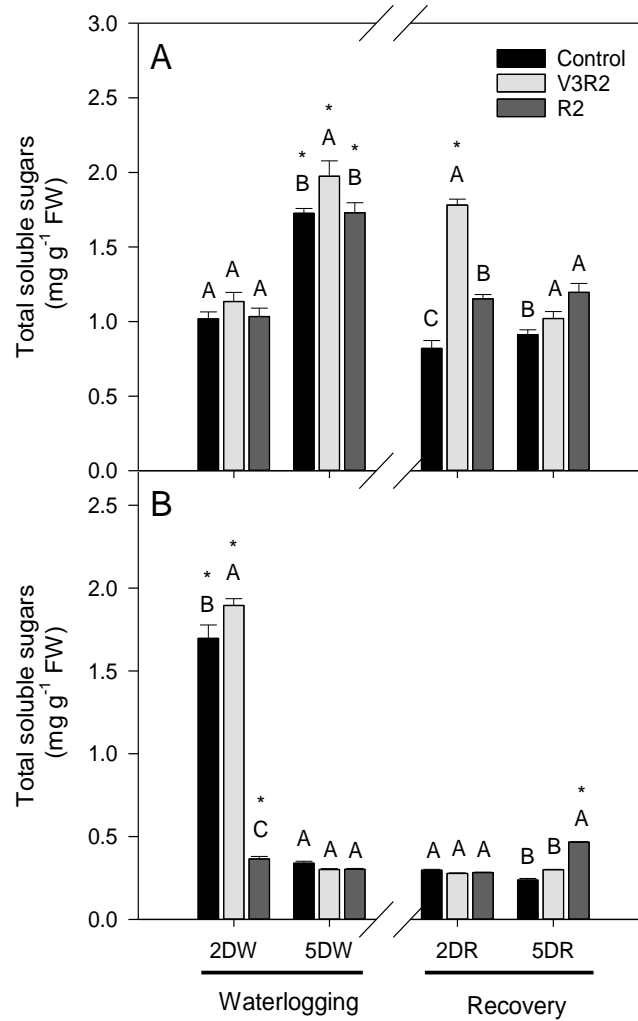 A
Control
V3R2
R2
Total soluble sugars
(mg g⁻¹ FW)
3.0
2.5
2.0
1.5
1.0
0.5
0.0
A A A
* * *
B A B
*
C A B
B A A
B
Total soluble sugars
(mg g⁻¹ FW)
2.5
2.0
1.5
1.0
0.5
0.0
* * *
B A C
A A A
A A A
*
B B A
2DW 5DW 2DR 5DR
Waterlogging Recovery